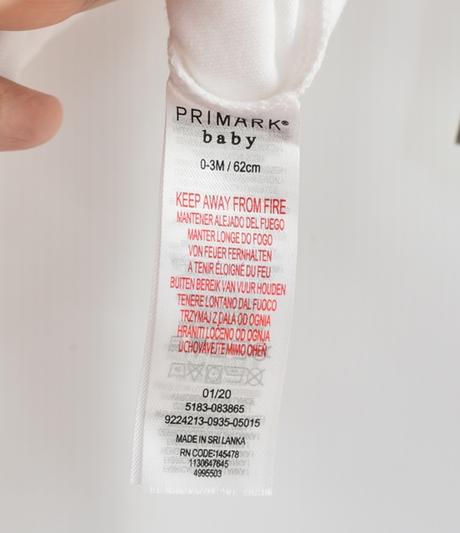 PRIMARK®
baby
0-3M / 62cm
KEEP AWAY FROM FIRE
MANTENER ALEJADO DEL FUEGO
MANTER LONGE DO FOGO
VON FEUER FERNHALTEN
A TENIR ÉLOIGNÉ DU FEU
BUITEN BEREIK VAN VUUR HOUDEN
TENERE LONTANO DAL FUOCO
TRZYMAJ Z DALA OD OGNIA
HRANITI LOČENO OD OGNJA
UCHOVÁVEJTE MIMO OHEŇ
01/20
5183-083865
9224213-0935-05015
MADE IN SRI LANKA
RN CODE:145478
1130647645
4995503